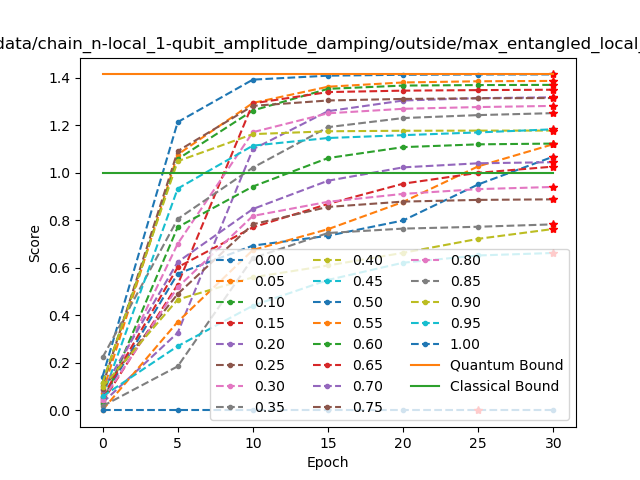 data/chain_n-local_1-qubit_amplitude_damping/outside/max_entangled_local_
Score
1.4
1.2
1.0
0.8
0.6
0.4
0.2
0.0
0.00 0.40 0.80
0.05 0.45 0.85
0.10 0.50 0.90
0.15 0.55 0.95
0.20 0.60 1.00
0.25 0.65 Quantum Bound
0.30 0.70 Classical Bound
0.35 0.75
0 5 10 15 20 25 30
Epoch